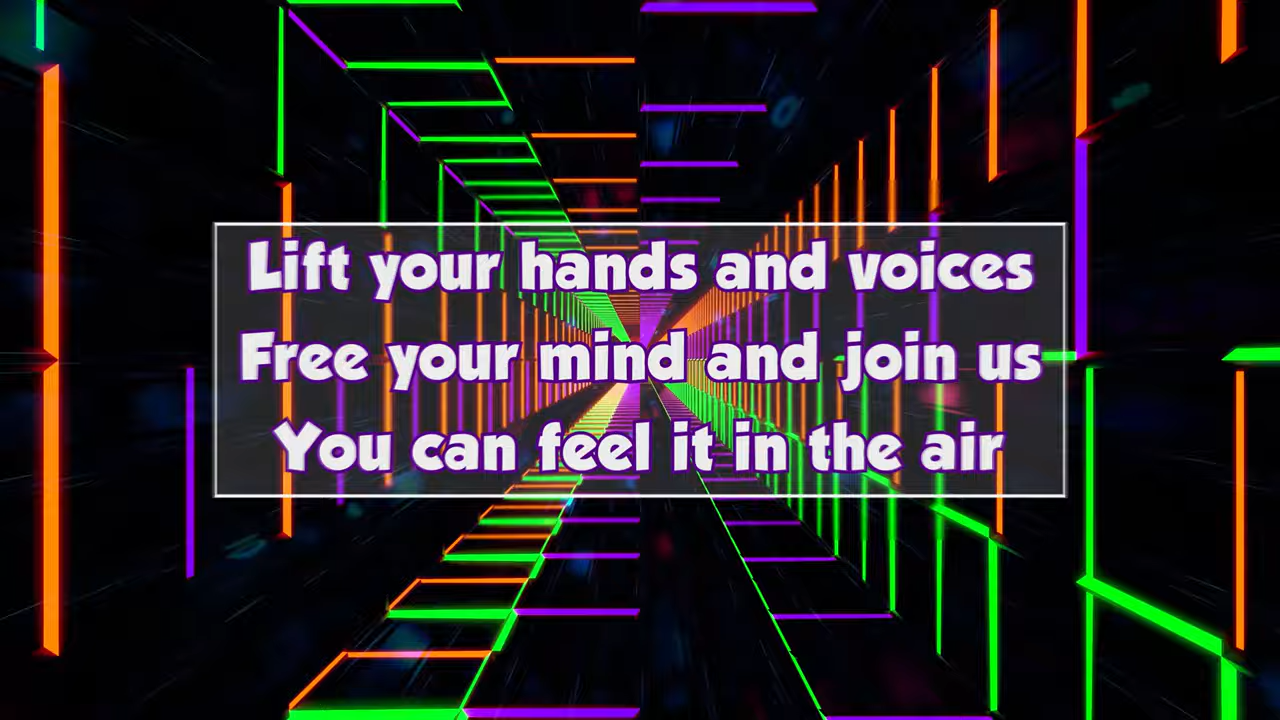 Lift your hands and voices
Free your mind and join us
You can feel it in the air